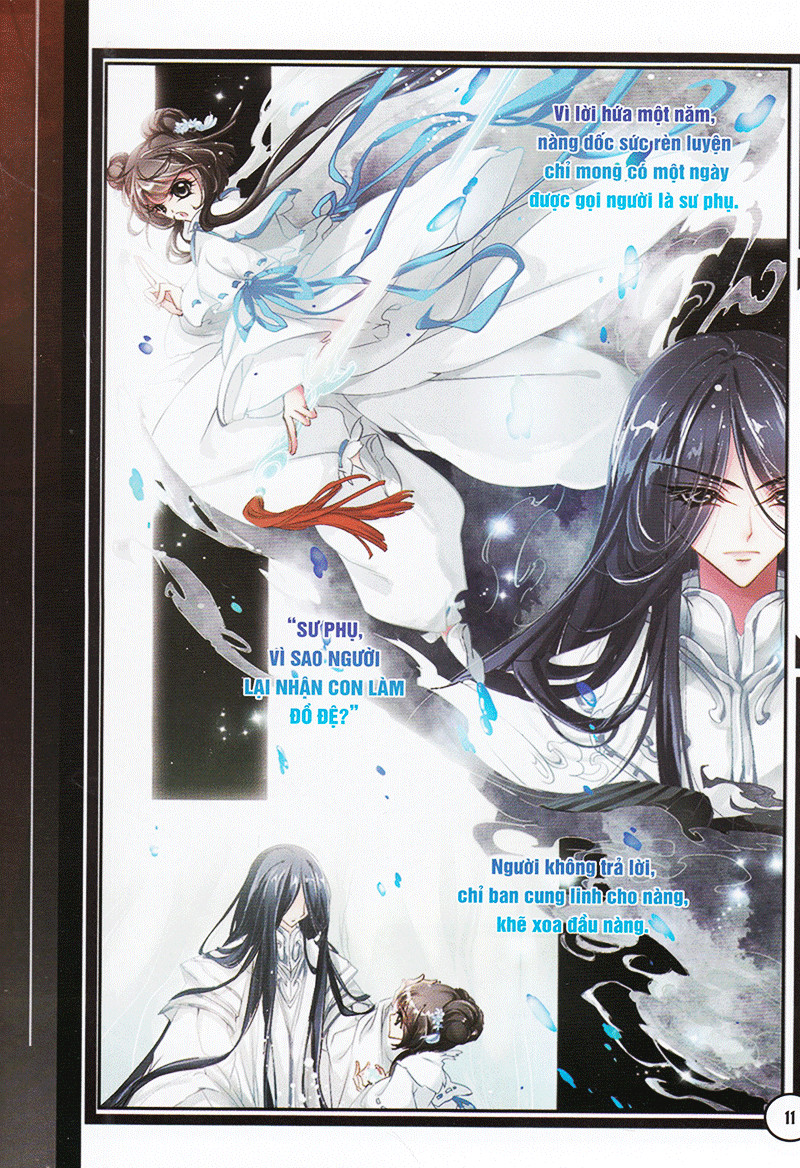 Vì lời hứa một năm,
nàng dốc sức rèn luyện
chỉ mong có một ngày
được gọi người là sư phụ.
“SƯ PHỤ,
VÌ SAO NGƯỜI
LẠI NHẬN CON LÀM
ĐỒ ĐỆ?”
Người không trả lời,
chỉ ban cung linh cho nàng,
khẽ xoa đầu nàng.
11